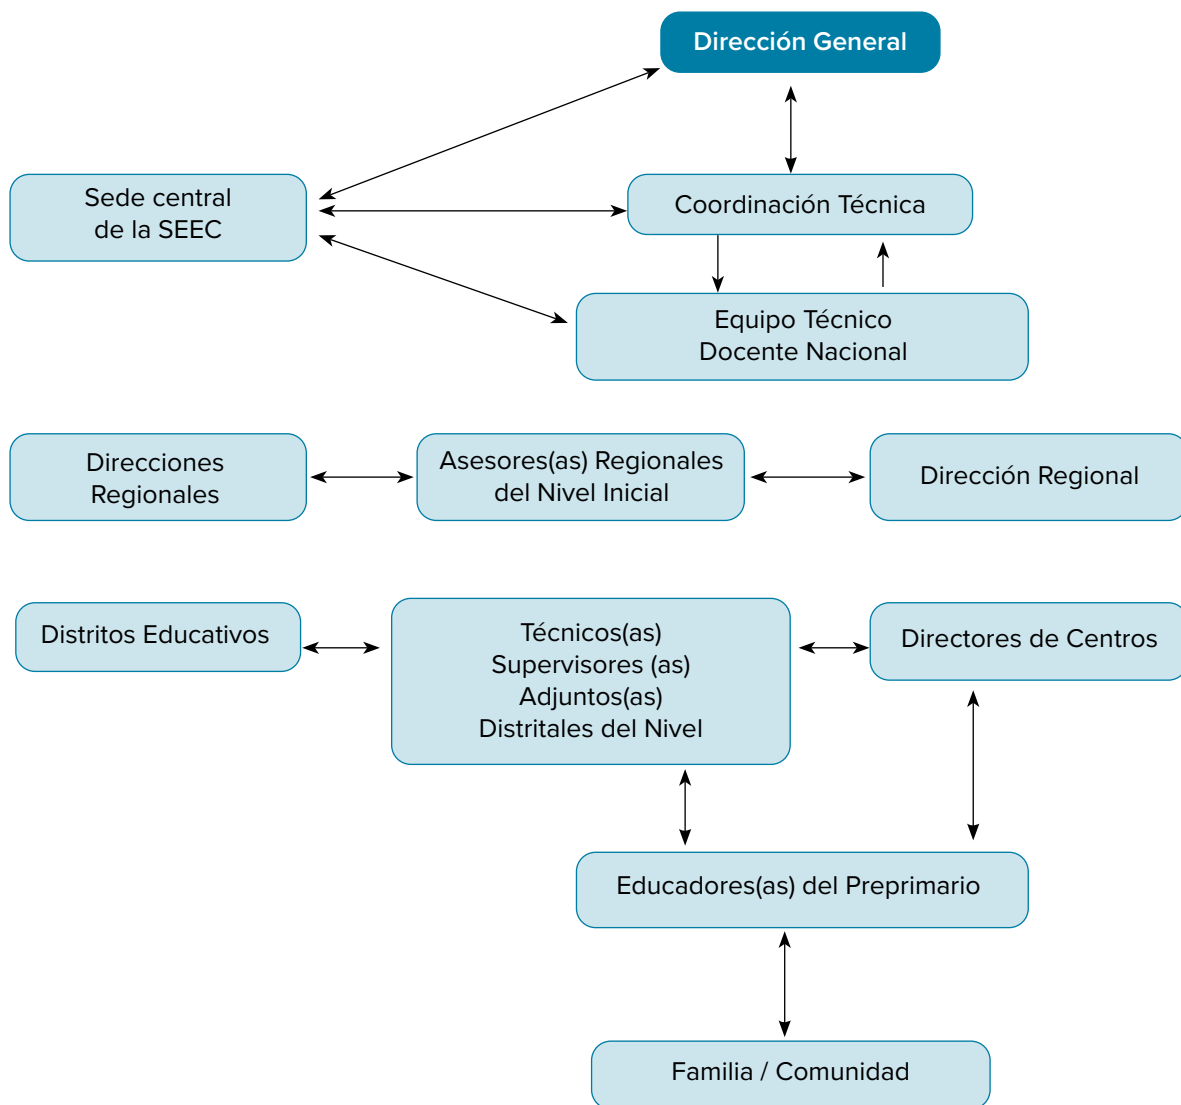 Dirección General
Sede central
de la SEEC
Coordinación Técnica
Equipo Técnico
Docente Nacional
Direcciones
Regionales
Asesores(as) Regionales
del Nivel Inicial
Dirección Regional
Distritos Educativos
Técnicos(as)
Supervisores (as)
Adjuntos(as)
Distritales del Nivel
Directores de Centros
Educadores(as) del Preprimario
Familia / Comunidad